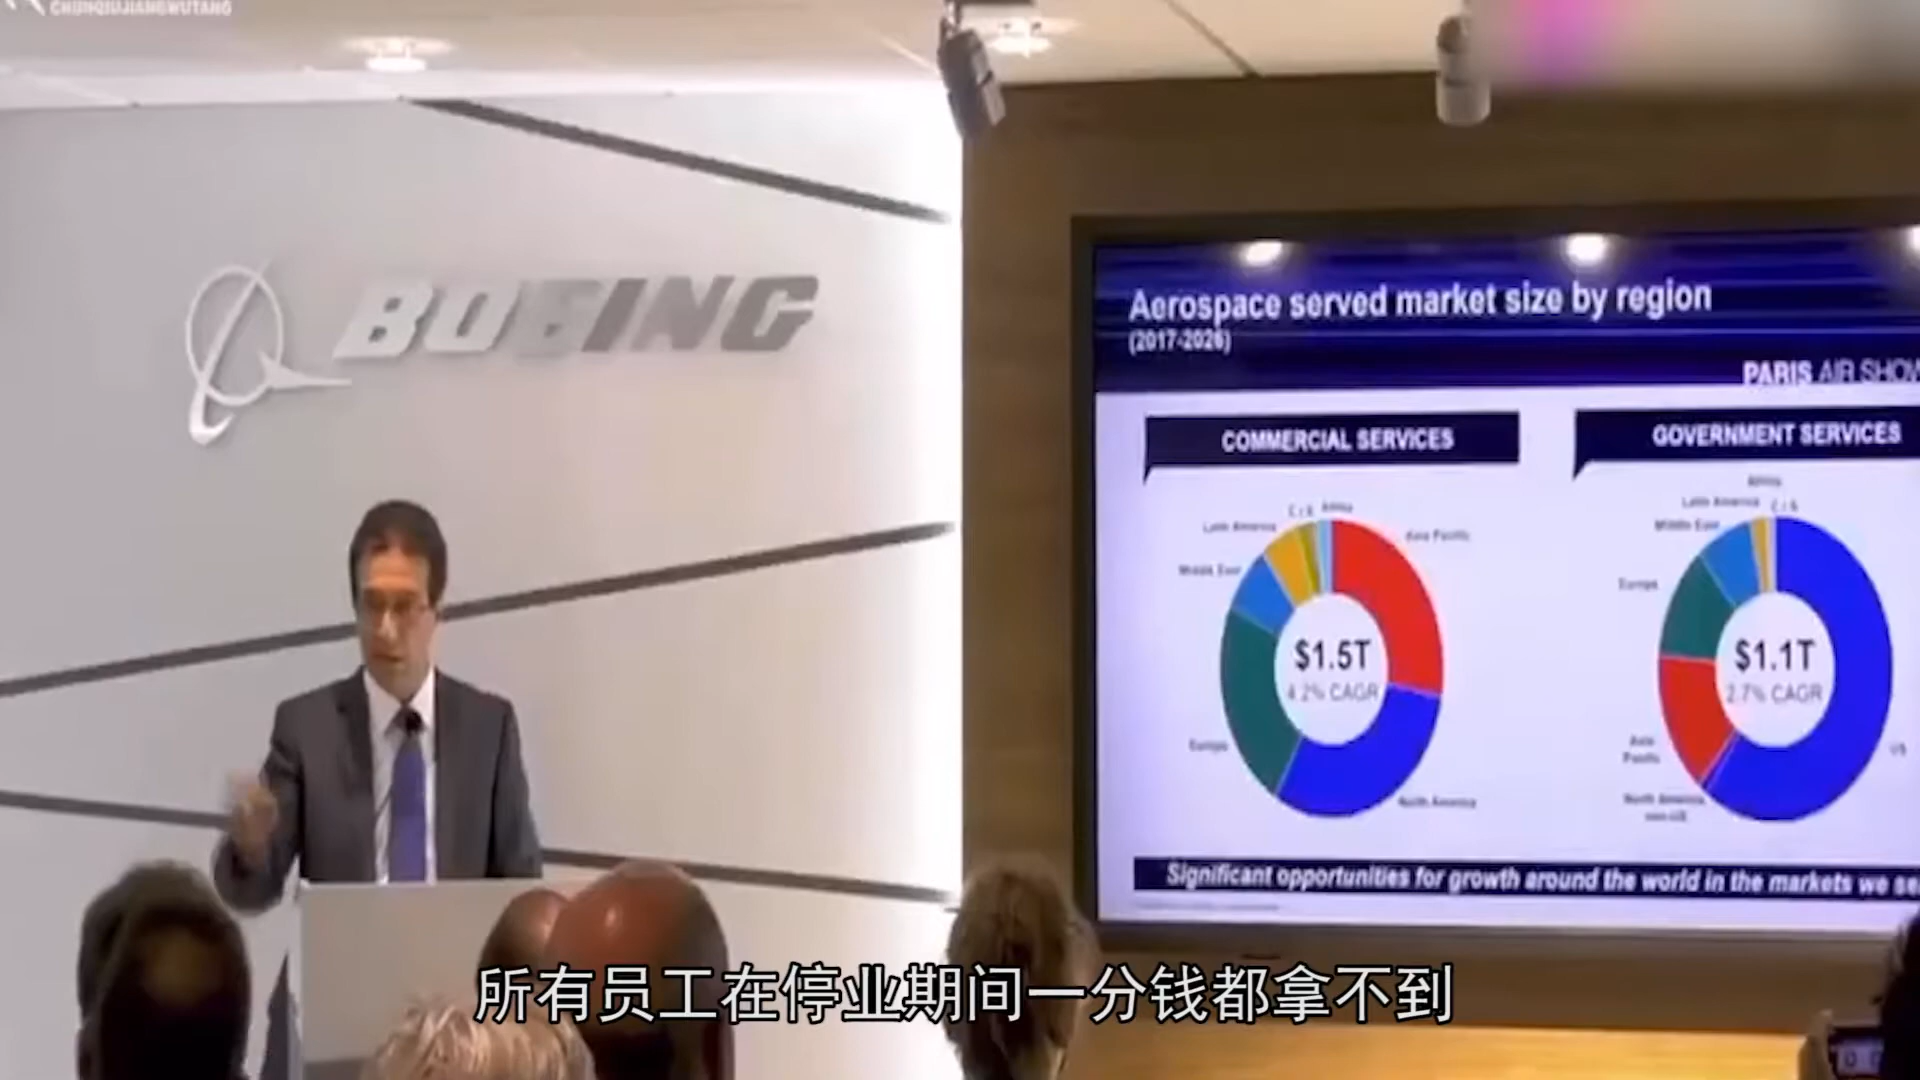 CHUNQIUJIANGWUTANG
BOEING
Aerospace served market size by region
(2017-2026)
PARIS AIR SHOW
COMMERCIAL SERVICES
GOVERNMENT SERVICES
Africa
Latin America
C.I.S
Africa
Latin America
C.I.S
Asia Pacific
Middle East
Middle East
Europe
$1.5T
4.2% CAGR
$1.1T
2.7% CAGR
Europe
Asia
Pacific
US
North America
North America
non-US
Significant opportunities for growth around the world in the markets we se
所有员工在停业期间一分钱都拿不到